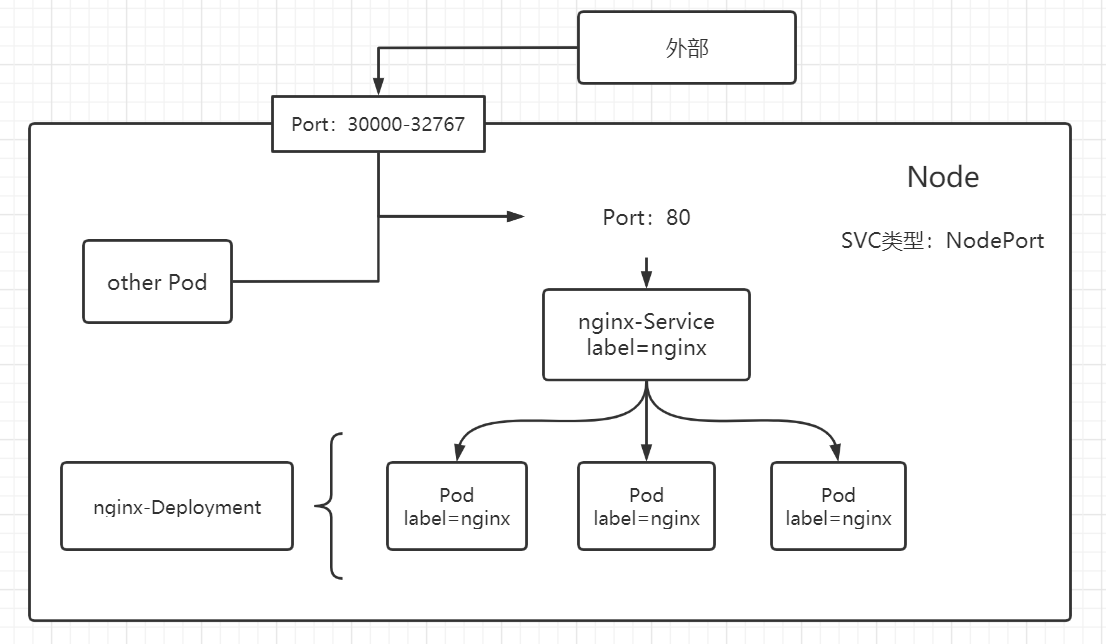 外部
Port：30000-32767
Node
Port：80
SVC类型：NodePort
other Pod
nginx-Service
label=nginx
nginx-Deployment
Pod
label=nginx
Pod
label=nginx
Pod
label=nginx